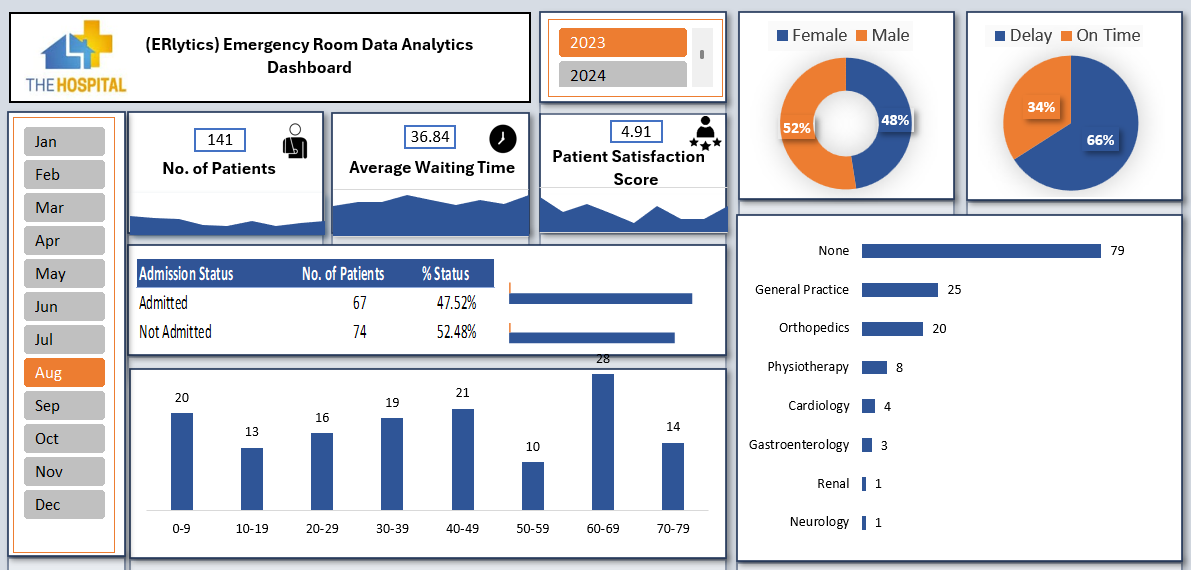 THE HOSPITAL
(ERlytics) Emergency Room Data Analytics
Dashboard
2023
2024
Female Male
52%
48%
Delay On Time
34%
66%
Jan
Feb
Mar
Apr
May
Jun
Jul
Aug
Sep
Oct
Nov
Dec
141
No. of Patients
36.84
Average Waiting Time
4.91
Patient Satisfaction
Score
Admission Status No. of Patients % Status
Admitted 67 47.52%
Not Admitted 74 52.48%
20 13 16 19 21 10 28 14
0-9 10-19 20-29 30-39 40-49 50-59 60-69 70-79
None 79
General Practice 25
Orthopedics 20
Physiotherapy 8
Cardiology 4
Gastroenterology 3
Renal 1
Neurology 1